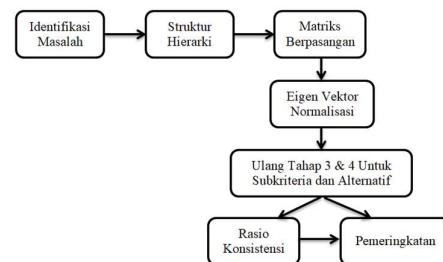 Identifikasi
Masalah
Struktur
Hierarki
Matriks
Berpasangan
Eigen Vektor
Normalisasi
Ulang Tahap 3 & 4 Untuk
Subkriteria dan Alternatif
Rasio
Konsistensi
Pemeringkatan